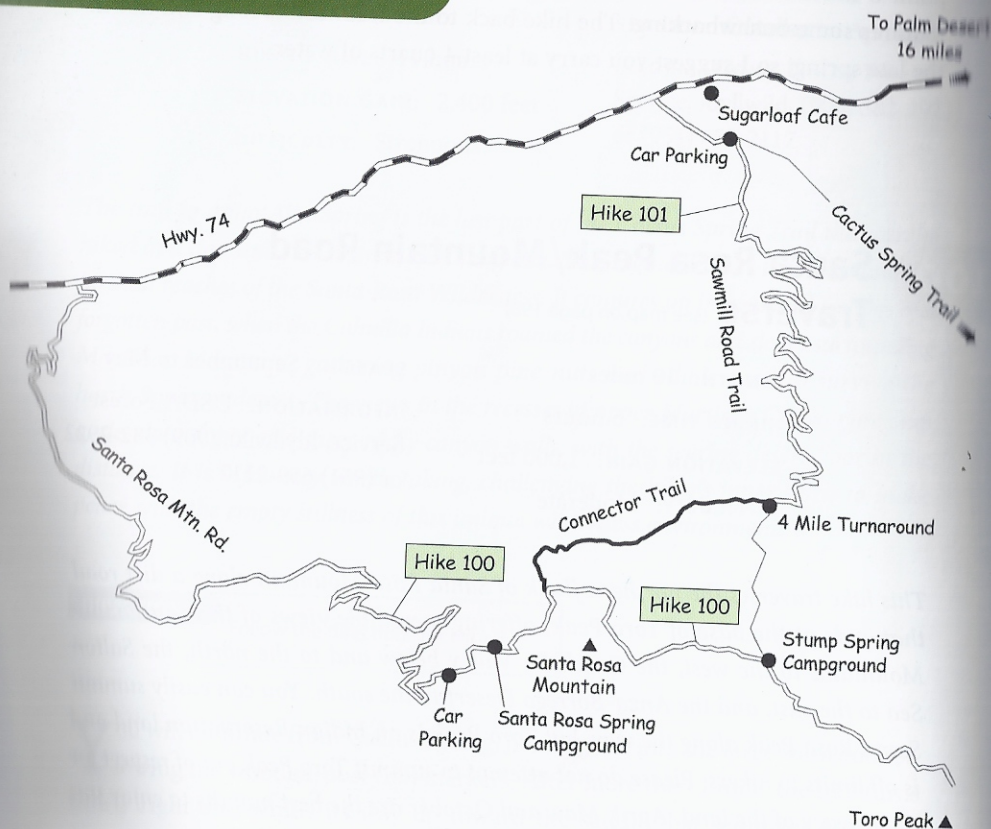 To Palm Desert
16 miles
Sugarloaf Cafe
Car Parking
Hike 101
Hwy. 74
Cactus Spring Trail
Sawmill Road Trail
Santa Rosa Mtn. Rd.
Connector Trail
4 Mile Turnaround
Hike 100
Hike 100
Stump Spring
Campground
Santa Rosa
Mountain
Car
Parking
Santa Rosa Spring
Campground
Toro Peak